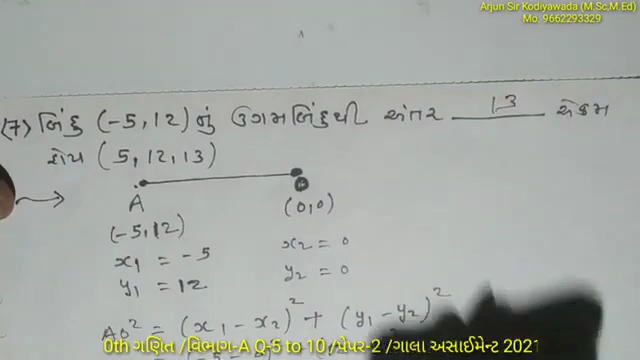 Arjun Sir Kodiyawada (M.Sc,M.Ed)
Mo. 9662293329
(7) બિંદુ (-5,12) નું ઉગમબિંદુથી અંતર 13 એકમ
હોય (5, 12, 13)
A
(0,0)
(-5,12)
x₁ = -5
y₁ = 12
x₂ = 0
y₂ = 0
² = (x₁ - x₂)² + (y₁ - y₂)²
0th ગણિત /વિભાગ-A Q-5 to 10 /પેપર-2 /ગાલા અસાઈમેન્ટ 2021